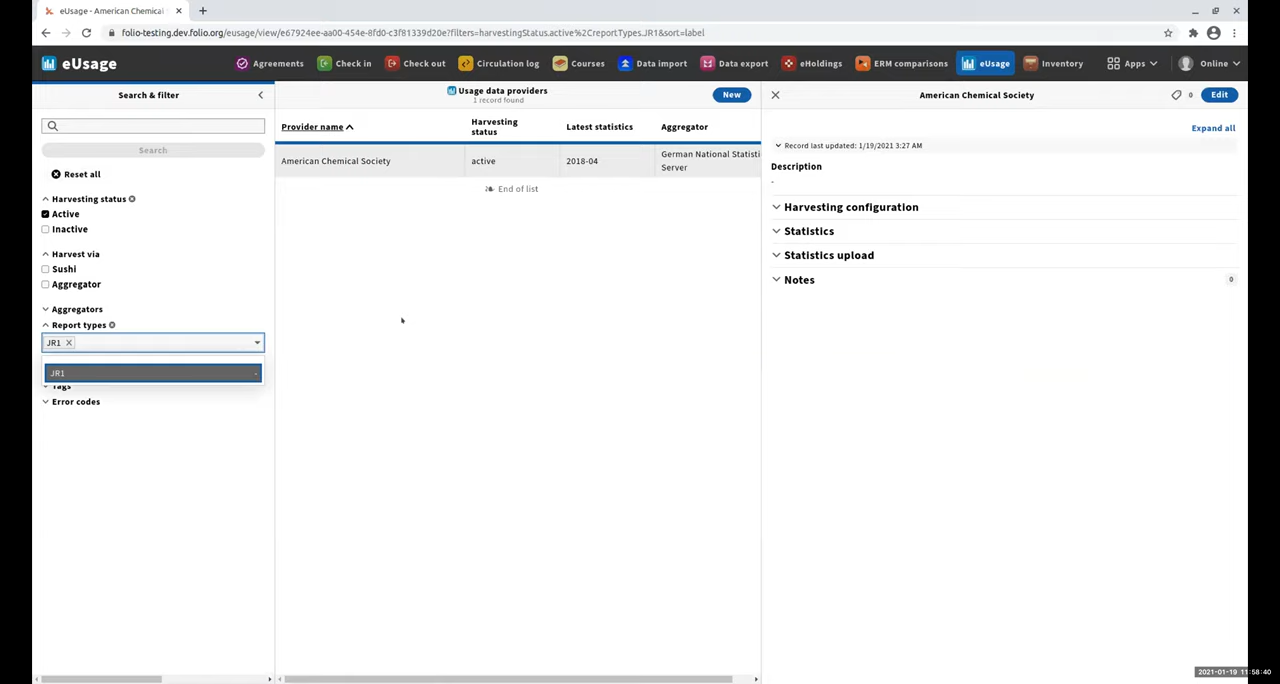 eUsage - American Chemical
folio-testing.dev.folio.org/eusage/view/e67924ee-aa00-454e-8fd0-c3f81339d20e?filters=harvestingStatus.active%2CreportTypes.JR1&sort=label
eUsage
Agreements
Check in
Check out
Circulation log
Courses
Data import
Data export
eHoldings
ERM comparisons
eUsage
Inventory
Apps
Online
Search & filter
Search
Reset all
Harvesting status
Active
Inactive
Harvest via
Sushi
Aggregator
Aggregators
Report types
JR1
JR1
Tags
Error codes
Usage data providers
1 record found
New
Provider name
Harvesting status
Latest statistics
Aggregator
American Chemical Society
active
2018-04
German National Statisti
Server
End of list
American Chemical Society
0
Edit
Expand all
Record last updated: 1/19/2021 3:27 AM
Description
-
Harvesting configuration
Statistics
Statistics upload
Notes
0
2021-01-19 11:58:40